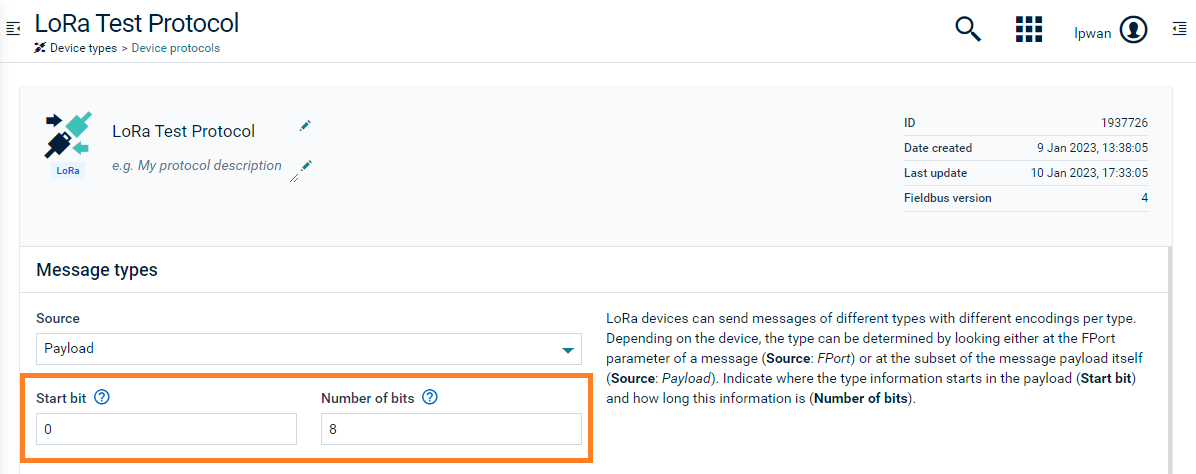 LoRa Test Protocol
Device types > Device protocols
lpwan
LoRa
LoRa Test Protocol
e.g. My protocol description
ID 1937726
Date created 9 Jan 2023, 13:38:05
Last update 10 Jan 2023, 17:33:05
Fieldbus version 4
Message types
Source
Payload
Start bit ?
Number of bits ?
0
8
LoRa devices can send messages of different types with different encodings per type.
Depending on the device, the type can be determined by looking either at the FPort
parameter of a message (Source: FPort) or at the subset of the message payload itself
(Source: Payload). Indicate where the type information starts in the payload (Start bit)
and how long this information is (Number of bits).